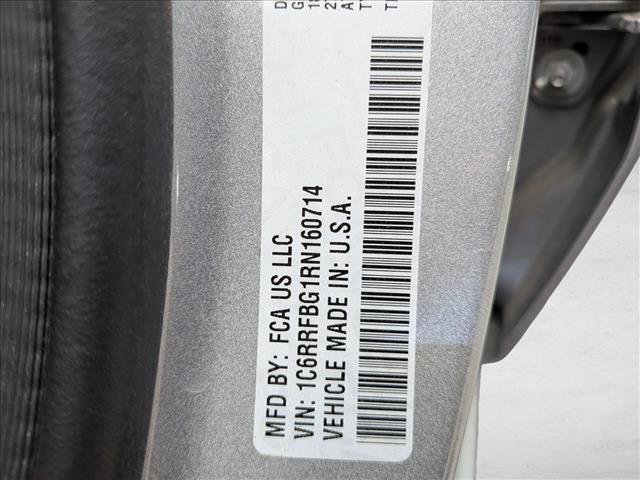 MFD BY: FCA US LLC
VIN: 1C6RRFBG1RN160714
VEHICLE MADE IN: U.S.A.